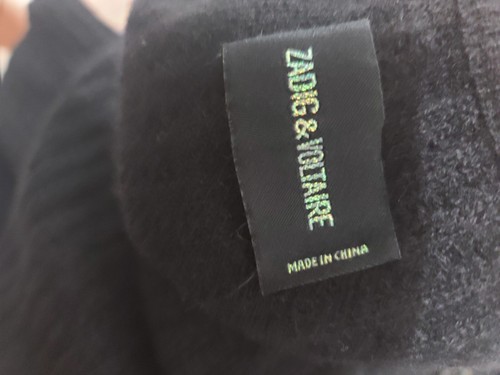 ZADIG & VOLTAIRE
MADE IN CHINA